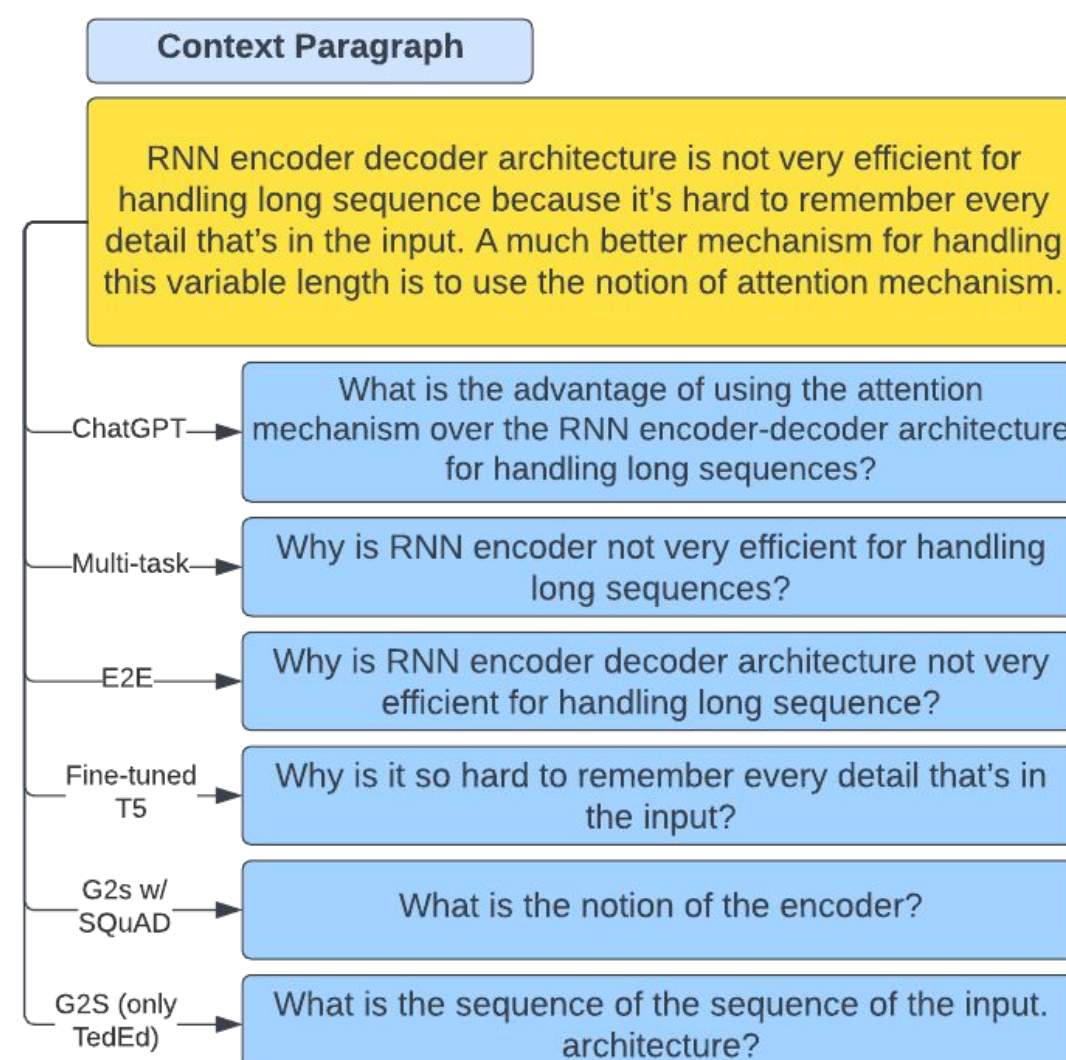 Context Paragraph
RNN encoder decoder architecture is not very efficient for
handling long sequence because it's hard to remember every
detail that's in the input. A much better mechanism for handling
this variable length is to use the notion of attention mechanism.
ChatGPT
What is the advantage of using the attention
mechanism over the RNN encoder-decoder architecture
for handling long sequences?
Multi-task
Why is RNN encoder not very efficient for handling
long sequences?
E2E
Why is RNN encoder decoder architecture not very
efficient for handling long sequence?
Fine-tuned
T5
Why is it so hard to remember every detail that's in
the input?
G2s w/
SQuAD
What is the notion of the encoder?
G2S (only
TedEd)
What is the sequence of the sequence of the input.
architecture?